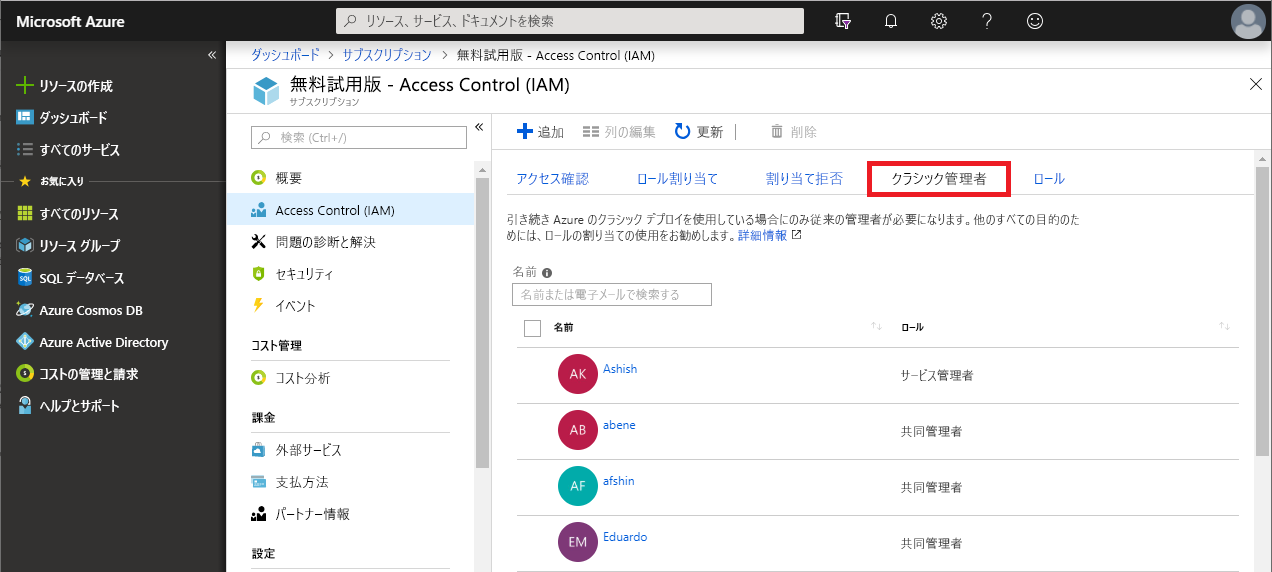 Microsoft Azure
リソース、サービス、ドキュメントを検索
?
«
リソースの作成
ダッシュボード
すべてのサービス
お気に入り
すべてのリソース
リソース グループ
SQL データベース
Azure Cosmos DB
Azure Active Directory
コストの管理と請求
ヘルプとサポート
ダッシュボード > サブスクリプション > 無料試用版 - Access Control (IAM)
無料試用版 - Access Control (IAM)
サブスクリプション
検索 (Ctrl+/)
«
概要
Access Control (IAM)
問題の診断と解決
セキュリティ
イベント
コスト管理
コスト分析
課金
外部サービス
支払方法
パートナー情報
設定
追加 列の編集 更新 削除
アクセス確認 ロール割り当て 割り当て拒否 クラシック管理者 ロール
引き続き Azure のクラシック デプロイを使用している場合にのみ従来の管理者が必要になります。他のすべての目的のた
めには、ロールの割り当ての使用をお勧めします。詳細情報
名前
名前または電子メールで検索する
名前 ロール
AK Ashish サービス管理者
AB abene 共同管理者
AF afshin 共同管理者
EM Eduardo 共同管理者